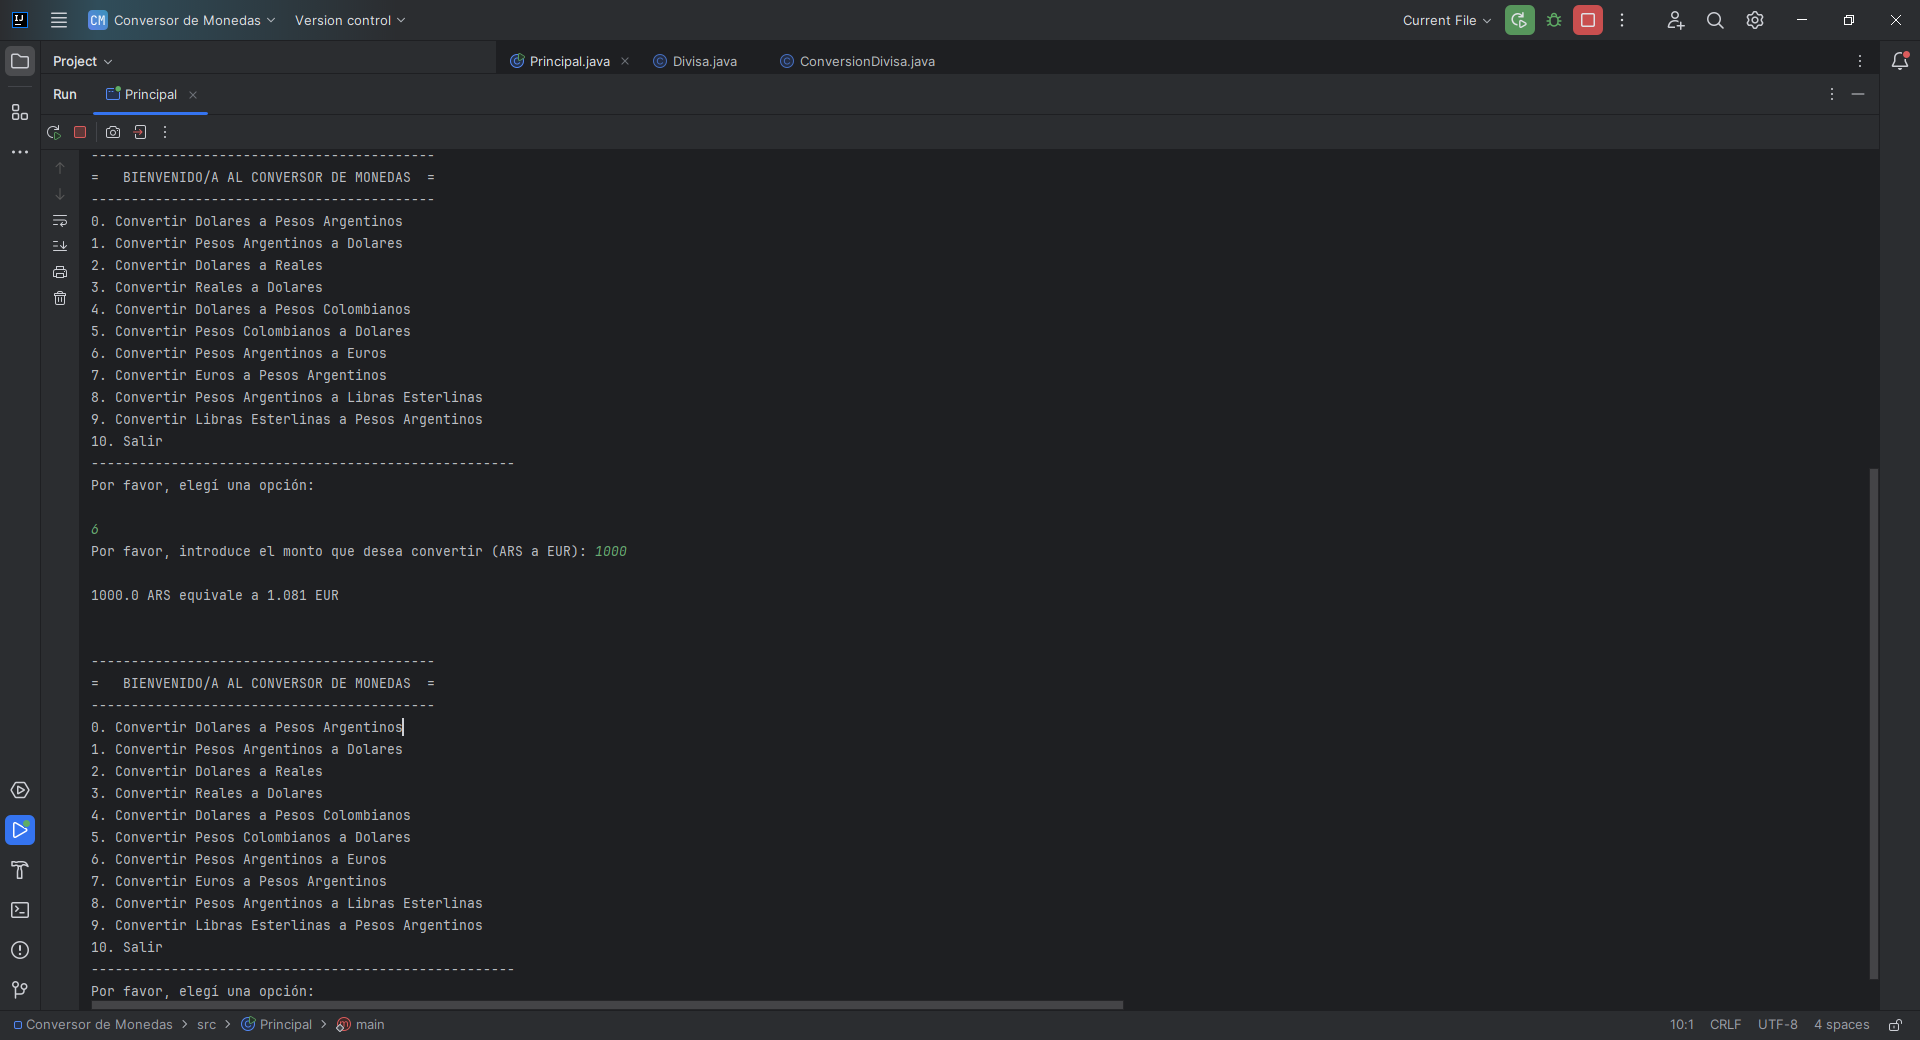 IJ CM Conversor de Monedas Version control Current File
Project Principal.java Divisa.java ConversionDivisa.java
Run Principal
-------------------------------------------
=   BIENVENIDO/A AL CONVERSOR DE MONEDAS  =
-------------------------------------------
0. Convertir Dolares a Pesos Argentinos
1. Convertir Pesos Argentinos a Dolares
2. Convertir Dolares a Reales
3. Convertir Reales a Dolares
4. Convertir Dolares a Pesos Colombianos
5. Convertir Pesos Colombianos a Dolares
6. Convertir Pesos Argentinos a Euros
7. Convertir Euros a Pesos Argentinos
8. Convertir Pesos Argentinos a Libras Esterlinas
9. Convertir Libras Esterlinas a Pesos Argentinos
10. Salir
-----------------------------------------------------
Por favor, elegí una opción:
6
Por favor, introduce el monto que desea convertir (ARS a EUR): 1000
1000.0 ARS equivale a 1.081 EUR
-------------------------------------------
=   BIENVENIDO/A AL CONVERSOR DE MONEDAS  =
-------------------------------------------
0. Convertir Dolares a Pesos Argentinos
1. Convertir Pesos Argentinos a Dolares
2. Convertir Dolares a Reales
3. Convertir Reales a Dolares
4. Convertir Dolares a Pesos Colombianos
5. Convertir Pesos Colombianos a Dolares
6. Convertir Pesos Argentinos a Euros
7. Convertir Euros a Pesos Argentinos
8. Convertir Pesos Argentinos a Libras Esterlinas
9. Convertir Libras Esterlinas a Pesos Argentinos
10. Salir
-----------------------------------------------------
Por favor, elegí una opción:
Conversor de Monedas > src > Principal > main 10:1 CRLF UTF-8 4 spaces